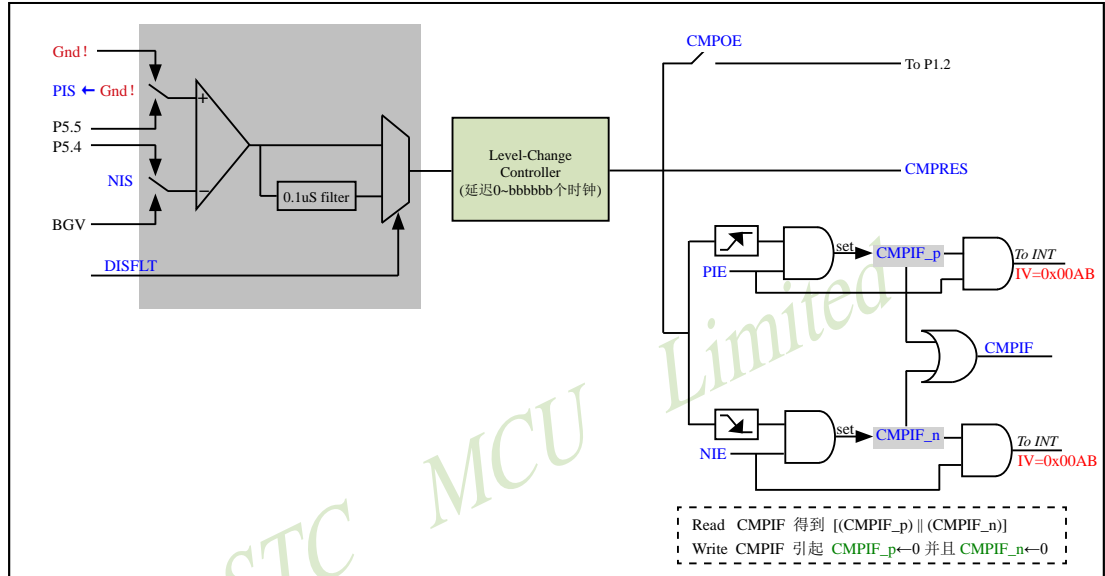 Gnd !
PIS ← Gnd !
P5.5
P5.4
NIS
BGV
DISFLT
+
−
0.1uS filter
Level-Change
Controller
(延迟0~bbbbbb个时钟)
CMPOE
To P1.2
CMPRES
PIE
set
CMPIF_p
To INT
IV=0x00AB
CMPIF
NIE
set
CMPIF_n
To INT
IV=0x00AB
Read CMPIF 得到 [(CMPIF_p) || (CMPIF_n)]
Write CMPIF 引起 CMPIF_p←0 并且 CMPIF_n←0
STC MCU Limited